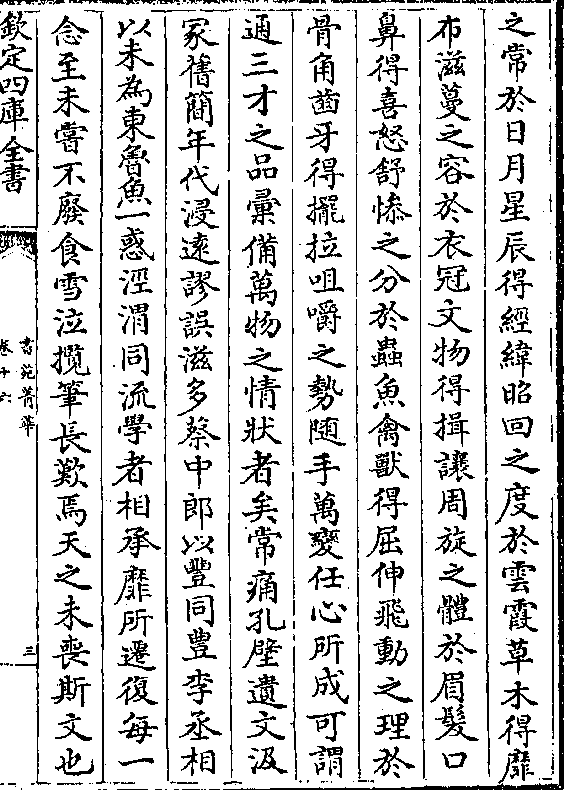 之常於日月星辰得經緯昭回之度於雲霞草木得靡
布滋蔓之容於衣冠文物得揖讓周旋之體於眉髮口
鼻得喜怒舒慘之分於蟲魚禽獸得屈伸飛動之理於
骨角齒牙得擺拉咀嚼之勢随手萬變任心所成可謂
通三才之品彚備萬物之情狀者矣常痛孔壁遺文汲
冢舊簡年代浸遠謬誤滋多蔡中郎以豐同豊李丞相
以朱為東魯魚一惑涇渭同流學者相承靡所遷復每一
念至未嘗不廢食雪泣攬筆長歎焉天之未喪斯文也
欽定四庫全書
書苑菁華
卷十六
三